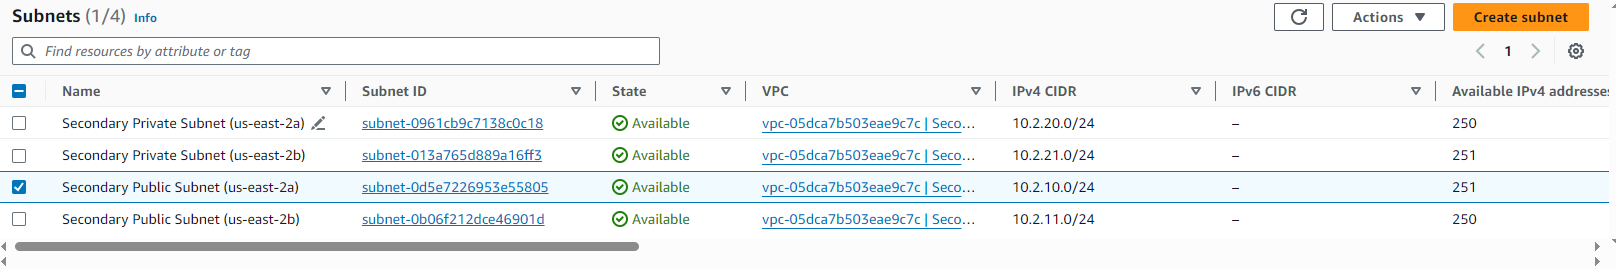 Subnets (1/4) Info Actions Create subnet
Find resources by attribute or tag 1
Name Subnet ID State VPC IPv4 CIDR IPv6 CIDR Available IPv4 addresses
Secondary Private Subnet (us-east-2a) subnet-0961cb9c7138c0c18 Available vpc-05dca7b503eae9c7c | Seco... 10.2.20.0/24 – 250
Secondary Private Subnet (us-east-2b) subnet-013a765d889a16ff3 Available vpc-05dca7b503eae9c7c | Seco... 10.2.21.0/24 – 251
Secondary Public Subnet (us-east-2a) subnet-0d5e7226953e55805 Available vpc-05dca7b503eae9c7c | Seco... 10.2.10.0/24 – 251
Secondary Public Subnet (us-east-2b) subnet-0b06f212dce46901d Available vpc-05dca7b503eae9c7c | Seco... 10.2.11.0/24 – 250